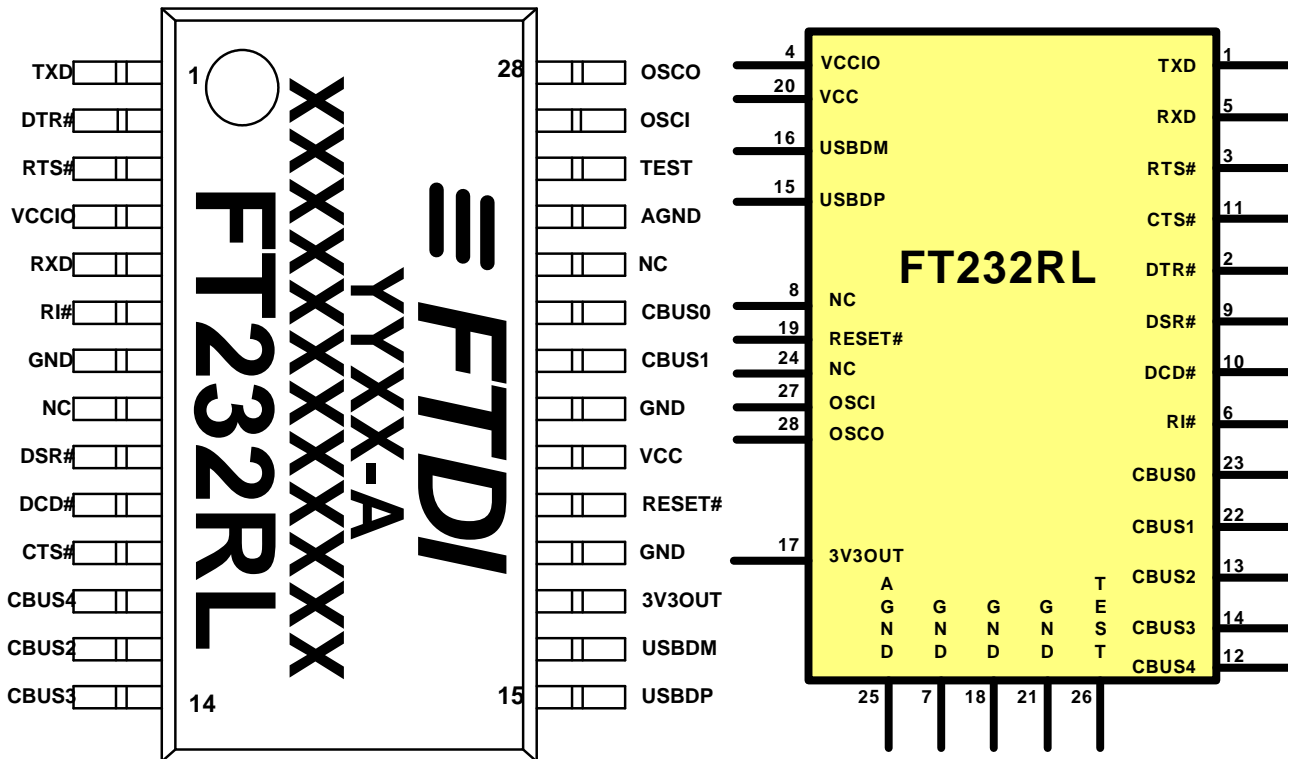 TXD
DTR#
RTS#
VCCIO
RXD
RI#
GND
NC
DSR#
DCD#
CTS#
CBUS4
CBUS2
CBUS3
1
14
28
15
FT232RL
XXXXXXXXXXXX
YYXX-A
FTDI
OSCO
OSCI
TEST
AGND
NC
CBUS0
CBUS1
GND
VCC
RESET#
GND
3V3OUT
USBDM
USBDP
4 VCCIO
20 VCC
16 USBDM
15 USBDP
8 NC
19 RESET#
24 NC
27 OSCI
28 OSCO
17 3V3OUT
FT232RL
TXD 1
RXD 5
RTS# 3
CTS# 11
DTR# 2
DSR# 9
DCD# 10
RI# 6
CBUS0 23
CBUS1 22
CBUS2 13
CBUS3 14
CBUS4 12
AGND
GND
GND
GND
TEST
25
7
18
21
26